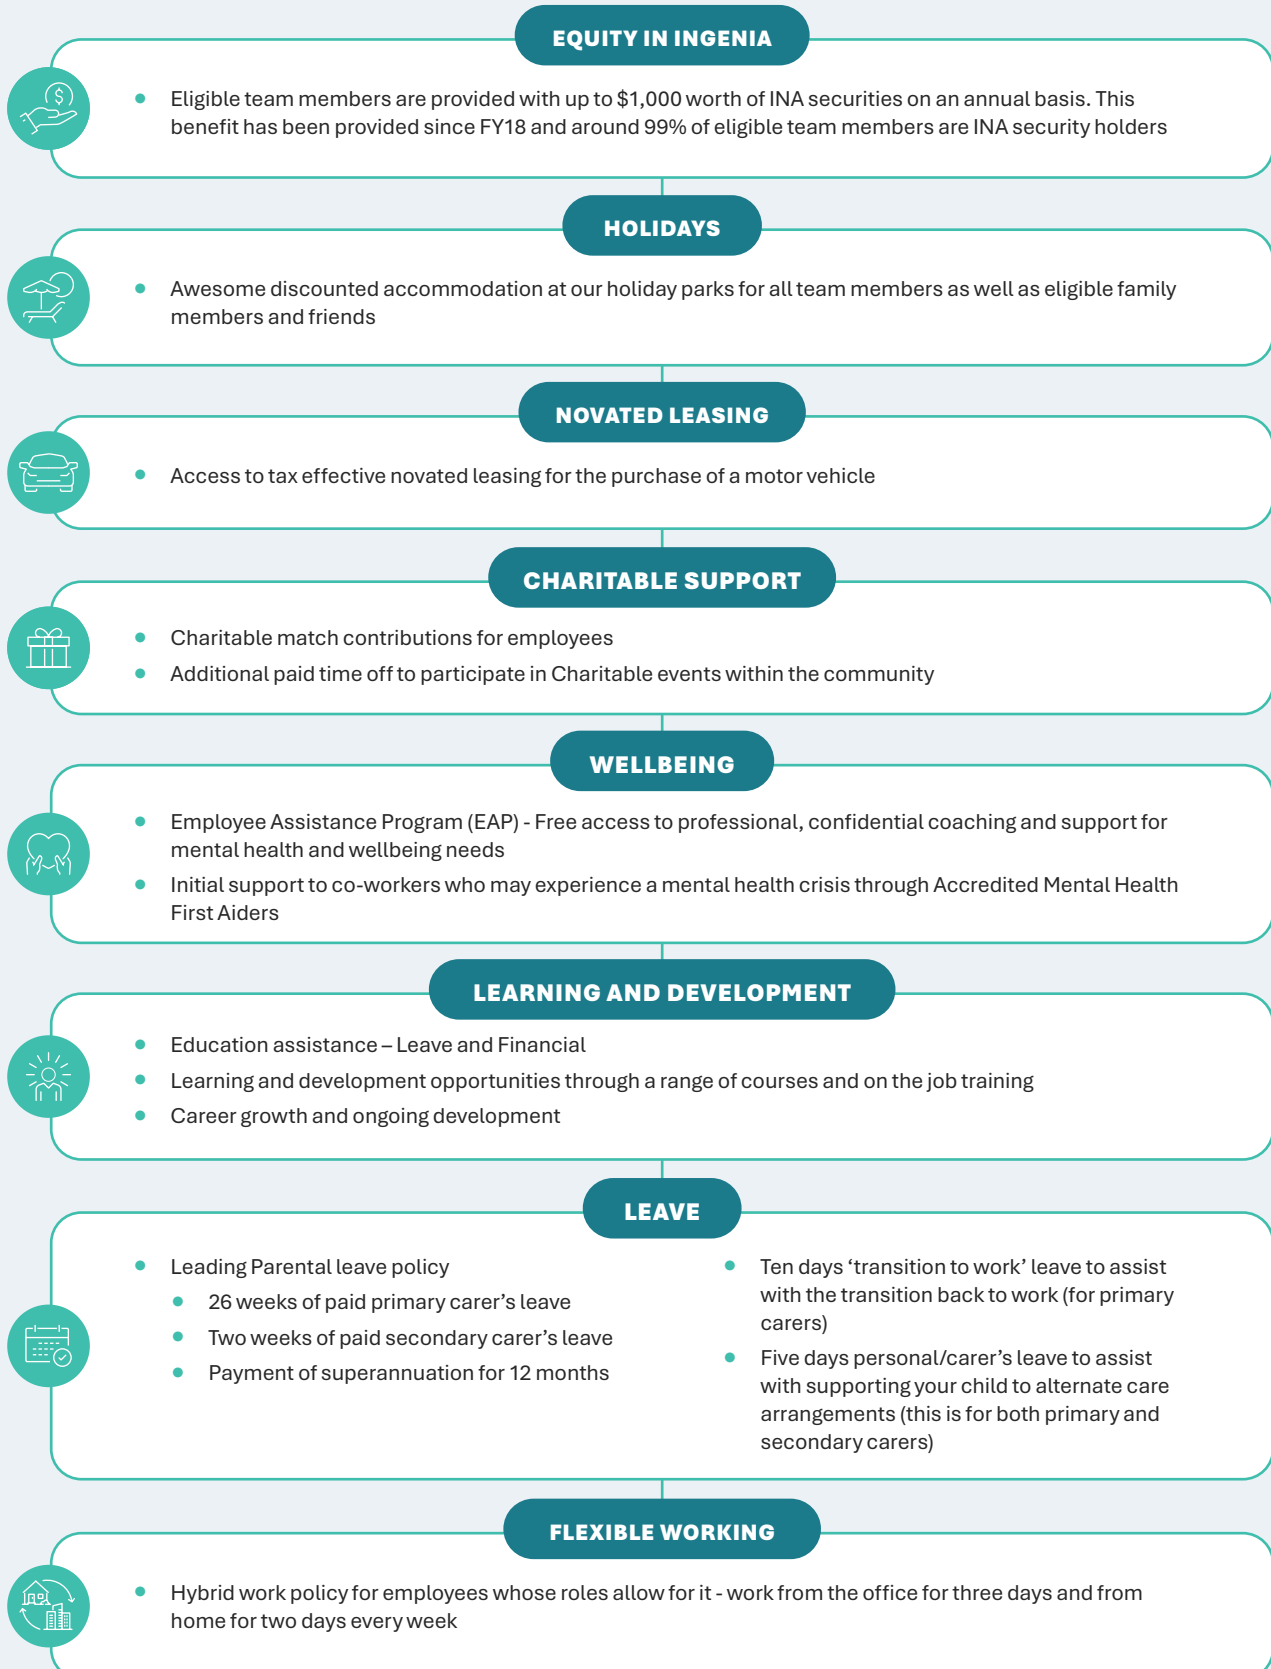 EQUITY IN INGENIA
Eligible team members are provided with up to $1,000 worth of INA securities on an annual basis. This
benefit has been provided since FY18 and around 99% of eligible team members are INA security holders
HOLIDAYS
Awesome discounted accommodation at our holiday parks for all team members as well as eligible family
members and friends
NOVATED LEASING
Access to tax effective novated leasing for the purchase of a motor vehicle
CHARITABLE SUPPORT
Charitable match contributions for employees
Additional paid time off to participate in Charitable events within the community
WELLBEING
Employee Assistance Program (EAP) - Free access to professional, confidential coaching and support for
mental health and wellbeing needs
Initial support to co-workers who may experience a mental health crisis through Accredited Mental Health
First Aiders
LEARNING AND DEVELOPMENT
Education assistance – Leave and Financial
Learning and development opportunities through a range of courses and on the job training
Career growth and ongoing development
LEAVE
Leading Parental leave policy
26 weeks of paid primary carer's leave
Two weeks of paid secondary carer's leave
Payment of superannuation for 12 months
Ten days ‘transition to work’ leave to assist
with the transition back to work (for primary
carers)
Five days personal/carer's leave to assist
with supporting your child to alternate care
arrangements (this is for both primary and
secondary carers)
FLEXIBLE WORKING
Hybrid work policy for employees whose roles allow for it - work from the office for three days and from
home for two days every week